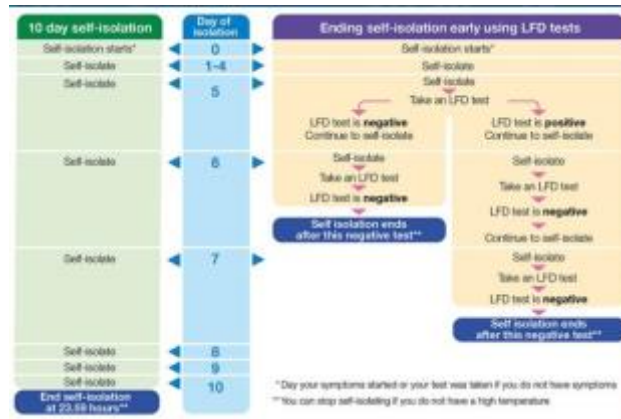 10 day self-isolation
Day of isolation
Ending self-isolation early using LFD tests
Self-isolation starts*
0
Self-isolation starts*
Self-isolate
1-4
Self-isolate
Self-isolate
5
Self-isolate
Take an LFD test
LFD test is negative
Continue to self-isolate
LFD test is positive
Continue to self-isolate
Self-isolate
6
Self-isolate
Take an LFD test
LFD test is negative
Self isolation ends
after this negative test**
Self-isolate
Take an LFD test
LFD test is negative
Continue to self-isolate
Self-isolate
7
Self-isolate
Take an LFD test
LFD test is negative
Self isolation ends
after this negative test**
Self-isolate
8
Self-isolate
9
Self-isolate
10
End self-isolation
at 23.59 hours**
*Day your symptoms started or your test was taken if you do not have symptoms
**You can stop self-isolating if you do not have a high temperature